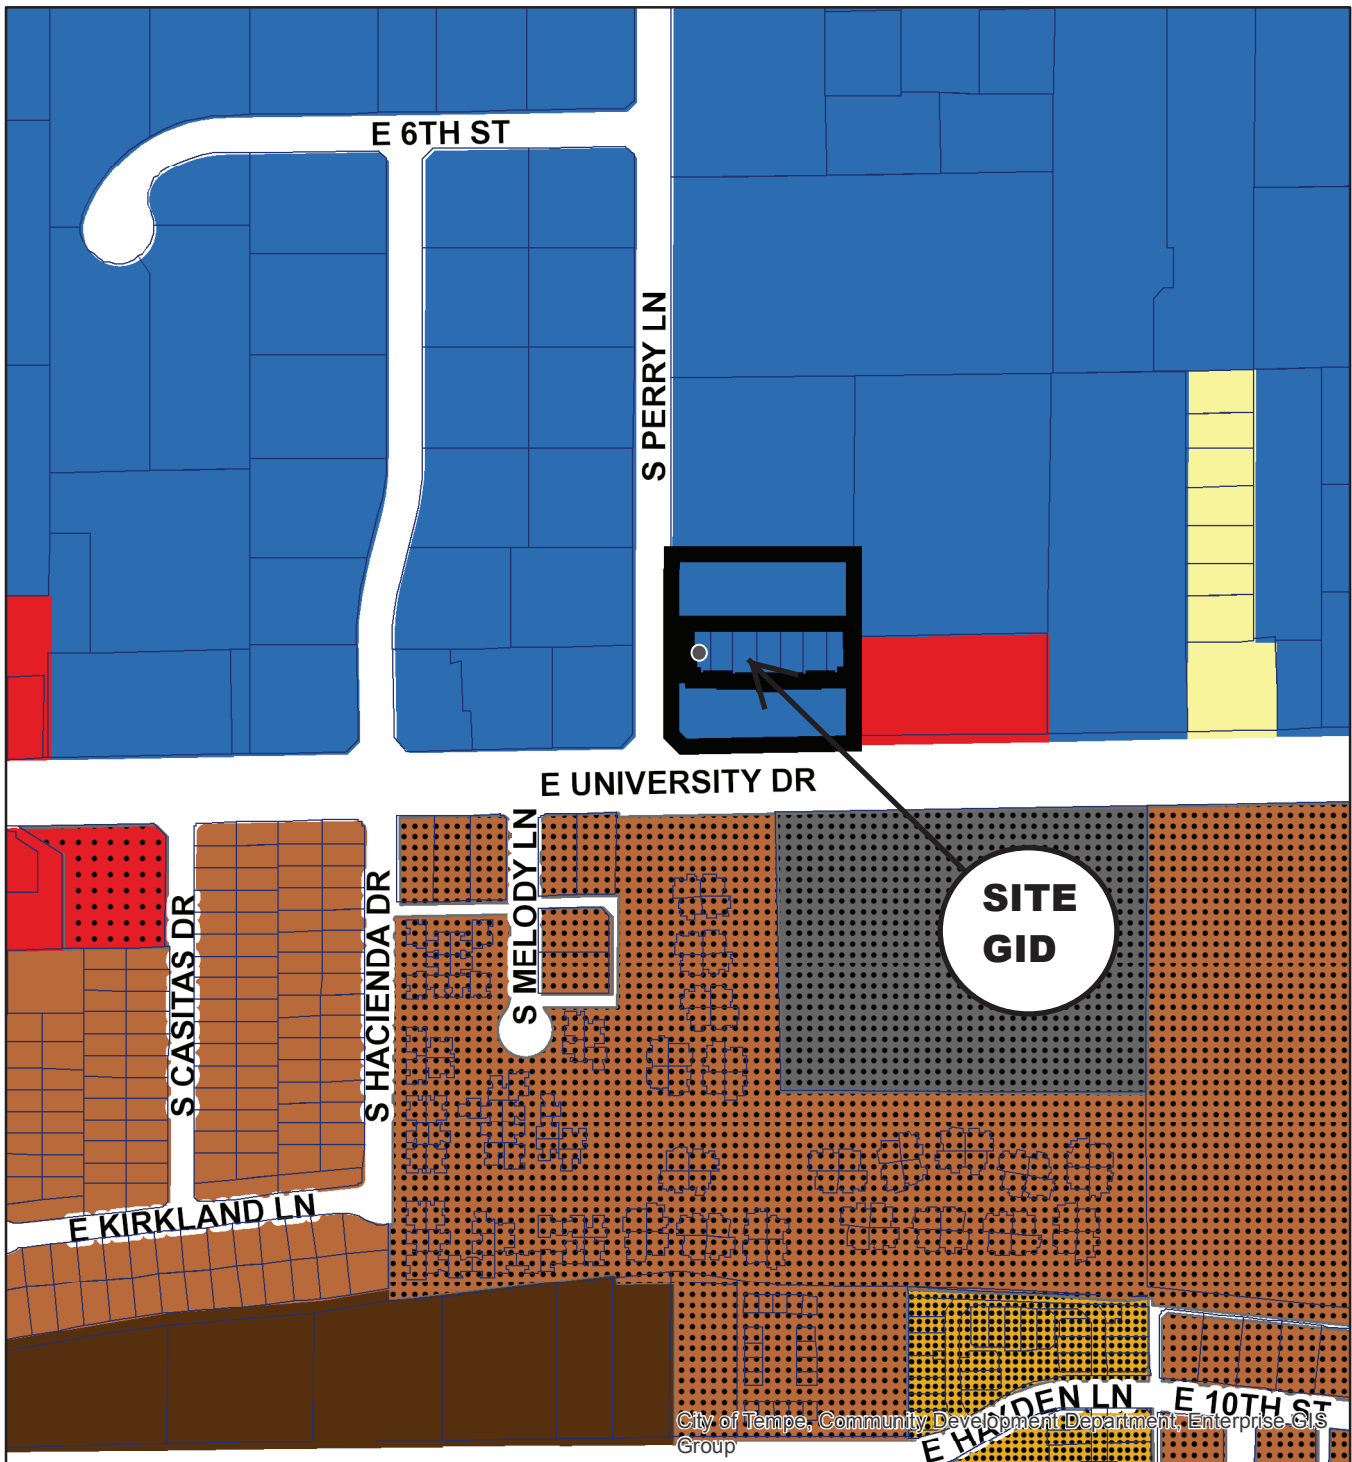 E 6TH ST
S PERRY LN
E UNIVERSITY DR
S MELODY LN
S HACIENDA DR
S CASITAS DR
SITE
GID
E KIRKLAND LN
E HAYDEN LN
E 10TH ST
City of Tempe, Community Development Department, Enterprise GIS
Group